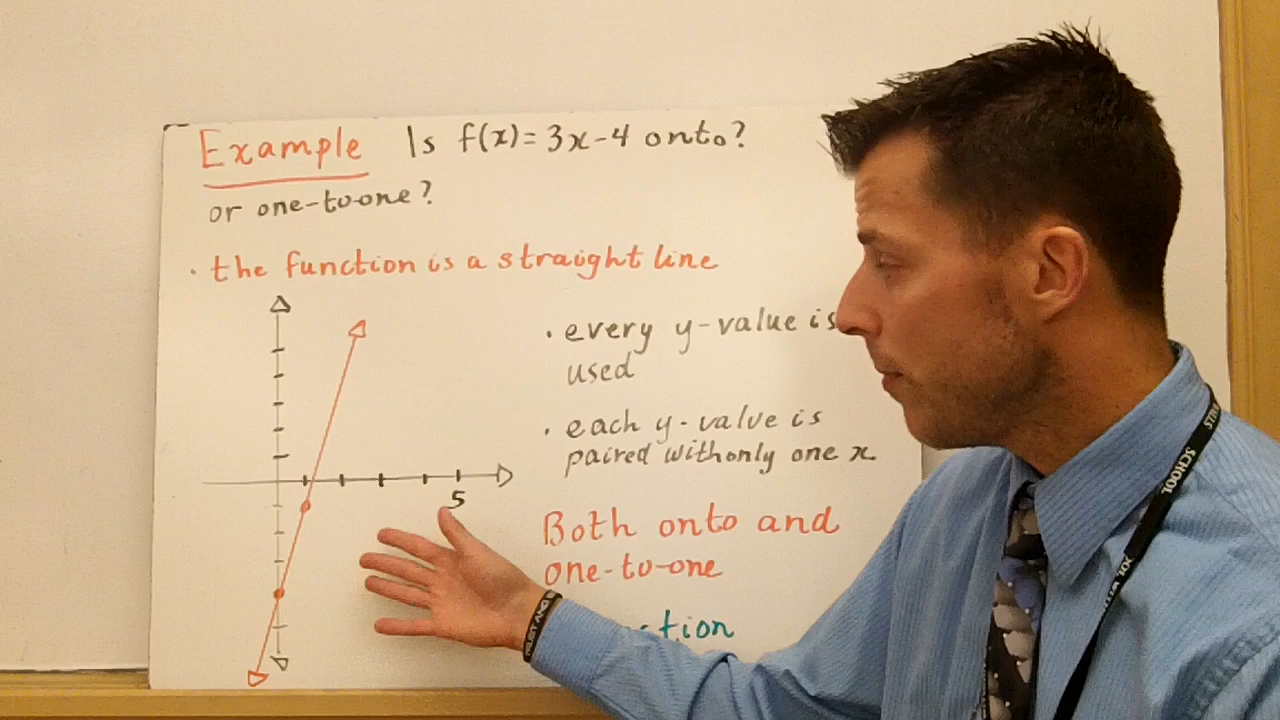 Example Is f(x)=3x-4 onto?
or one-to-one?
· the function is a straight line
· every y-value is
used
· each y-value is
paired with only one x
5
Both onto and
one-to-one
SCHOOL